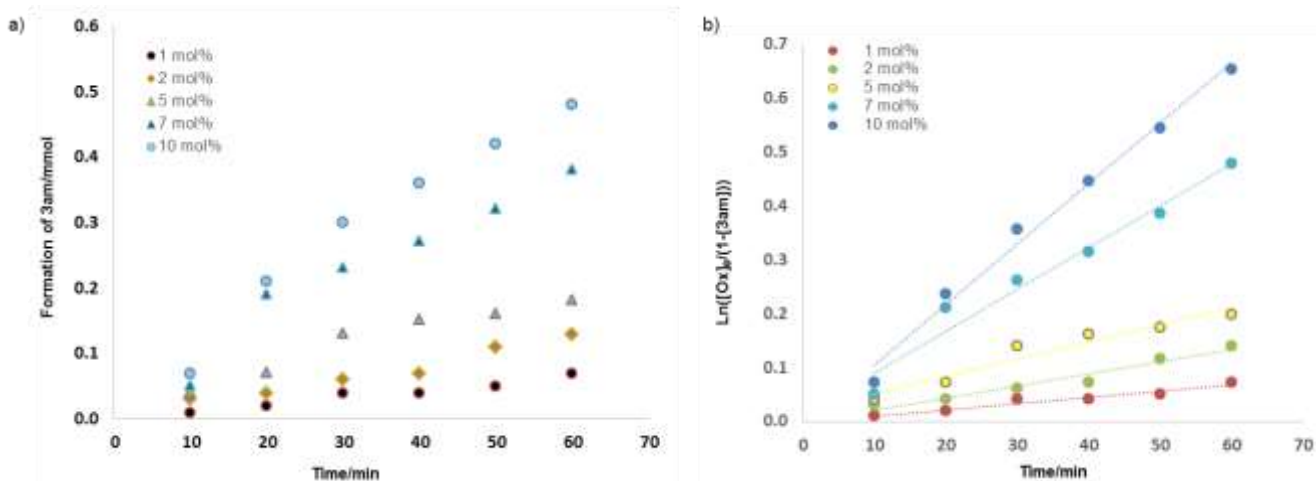 a)
0.6
0.5
0.4
0.3
0.2
0.1
0.0
1 mol%
2 mol%
5 mol%
7 mol%
10 mol%
Formation of 3am/mmol
0
10
20
30
40
50
60
70
Time/min
b)
0.7
0.6
0.5
0.4
0.3
0.2
0.1
0.0
1 mol%
2 mol%
5 mol%
7 mol%
10 mol%
Ln([Ox]₀/(1-[3am]))
0
10
20
30
40
50
60
70
Time/min